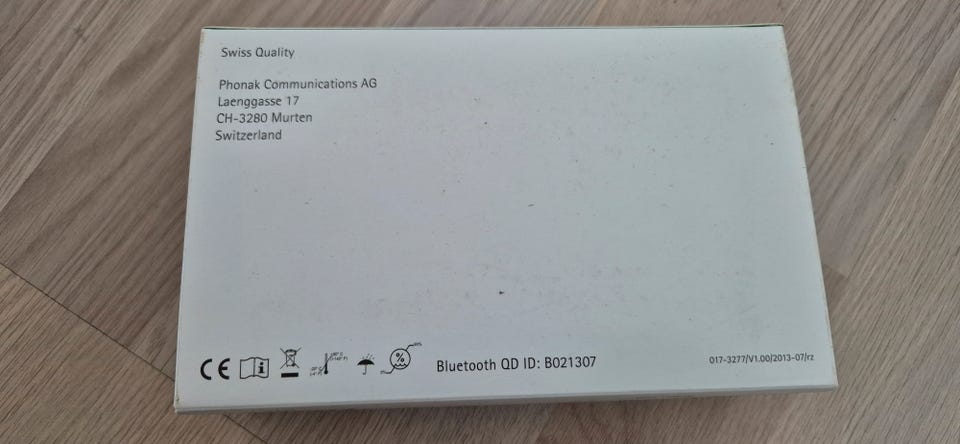 Swiss Quality
Phonak Communications AG
Laenggasse 17
CH-3280 Murten
Switzerland
CE
Bluetooth QD ID: B021307
017-3277/V1.00/2013-07/rz